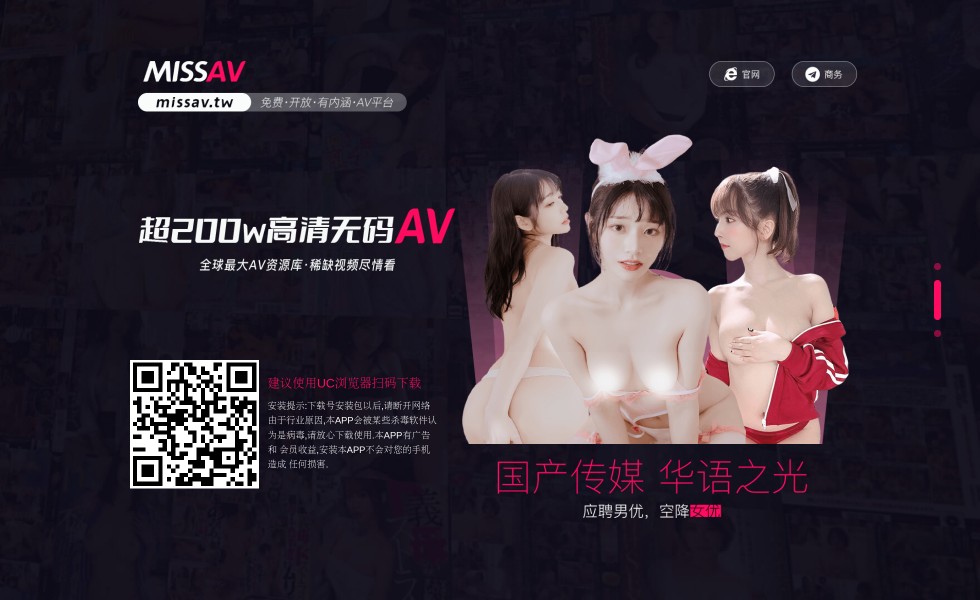 MISSAV
官网
商务
missav.tw
免费·开放·有内涵·AV平台
超200w高清无码AV
全球最大AV资源库·稀缺视频尽情看
建议使用UC浏览器扫码下载
安装提示:下载号安装包以后,请断开网络
由于行业原因,本APP会被某些杀毒软件认
为是病毒,请放心下载使用.本APP有广告
和 会员收益,安装本APP不会对您的手机
造成 任何损害.
国产传媒 华语之光
应聘男优，空降女优